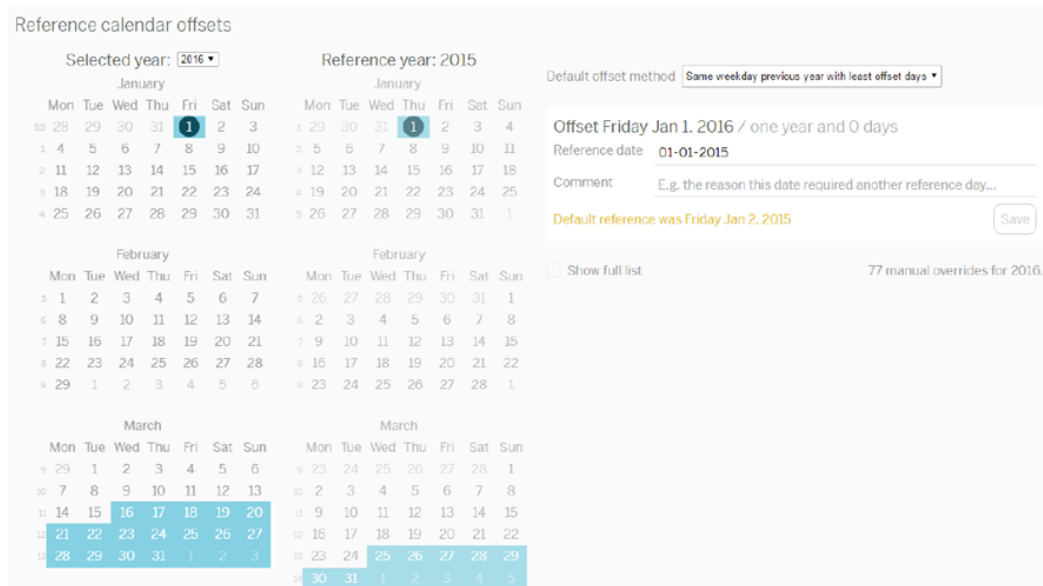 Reference calendar offsets
Selected year: 2016
January
Mon Tue Wed Thu Fri Sat Sun
53 28 29 30 31 1 2 3
1 4 5 6 7 8 9 10
2 11 12 13 14 15 16 17
3 18 19 20 21 22 23 24
4 25 26 27 28 29 30 31
February
Mon Tue Wed Thu Fri Sat Sun
5 1 2 3 4 5 6 7
6 8 9 10 11 12 13 14
7 15 16 17 18 19 20 21
8 22 23 24 25 26 27 28
9 29 1 2 3 4 5 6
March
Mon Tue Wed Thu Fri Sat Sun
9 29 1 2 3 4 5 6
10 7 8 9 10 11 12 13
11 14 15 16 17 18 19 20
12 21 22 23 24 25 26 27
13 28 29 30 31 1 2 3
Reference year: 2015
January
Mon Tue Wed Thu Fri Sat Sun
1 29 30 31 1 2 3 4
2 5 6 7 8 9 10 11
3 12 13 14 15 16 17 18
4 19 20 21 22 23 24 25
5 26 27 28 29 30 31 1
February
Mon Tue Wed Thu Fri Sat Sun
5 26 27 28 29 30 31 1
6 2 3 4 5 6 7 8
7 9 10 11 12 13 14 15
8 16 17 18 19 20 21 22
9 23 24 25 26 27 28 1
March
Mon Tue Wed Thu Fri Sat Sun
9 23 24 25 26 27 28 1
10 2 3 4 5 6 7 8
11 9 10 11 12 13 14 15
12 16 17 18 19 20 21 22
13 23 24 25 26 27 28 29
14 30 31 1 2 3 4 5
Default offset method Same weekday previous year with least offset days
Offset Friday Jan 1. 2016 / one year and 0 days
Reference date 01-01-2015
Comment E.g. the reason this date required another reference day...
Default reference was Friday Jan 2. 2015 Save
Show full list 77 manual overrides for 2016.